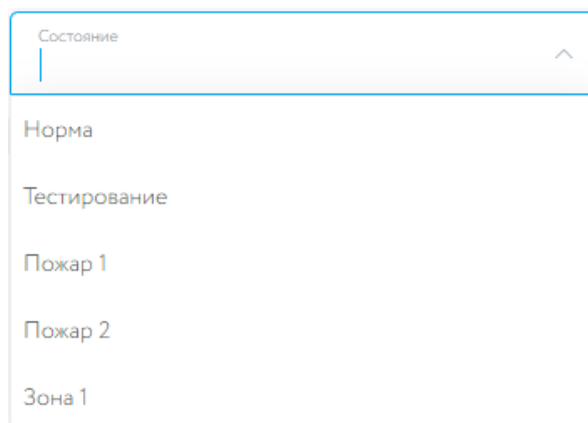 Состояние
Норма
Тестирование
Пожар 1
Пожар 2
Зона 1